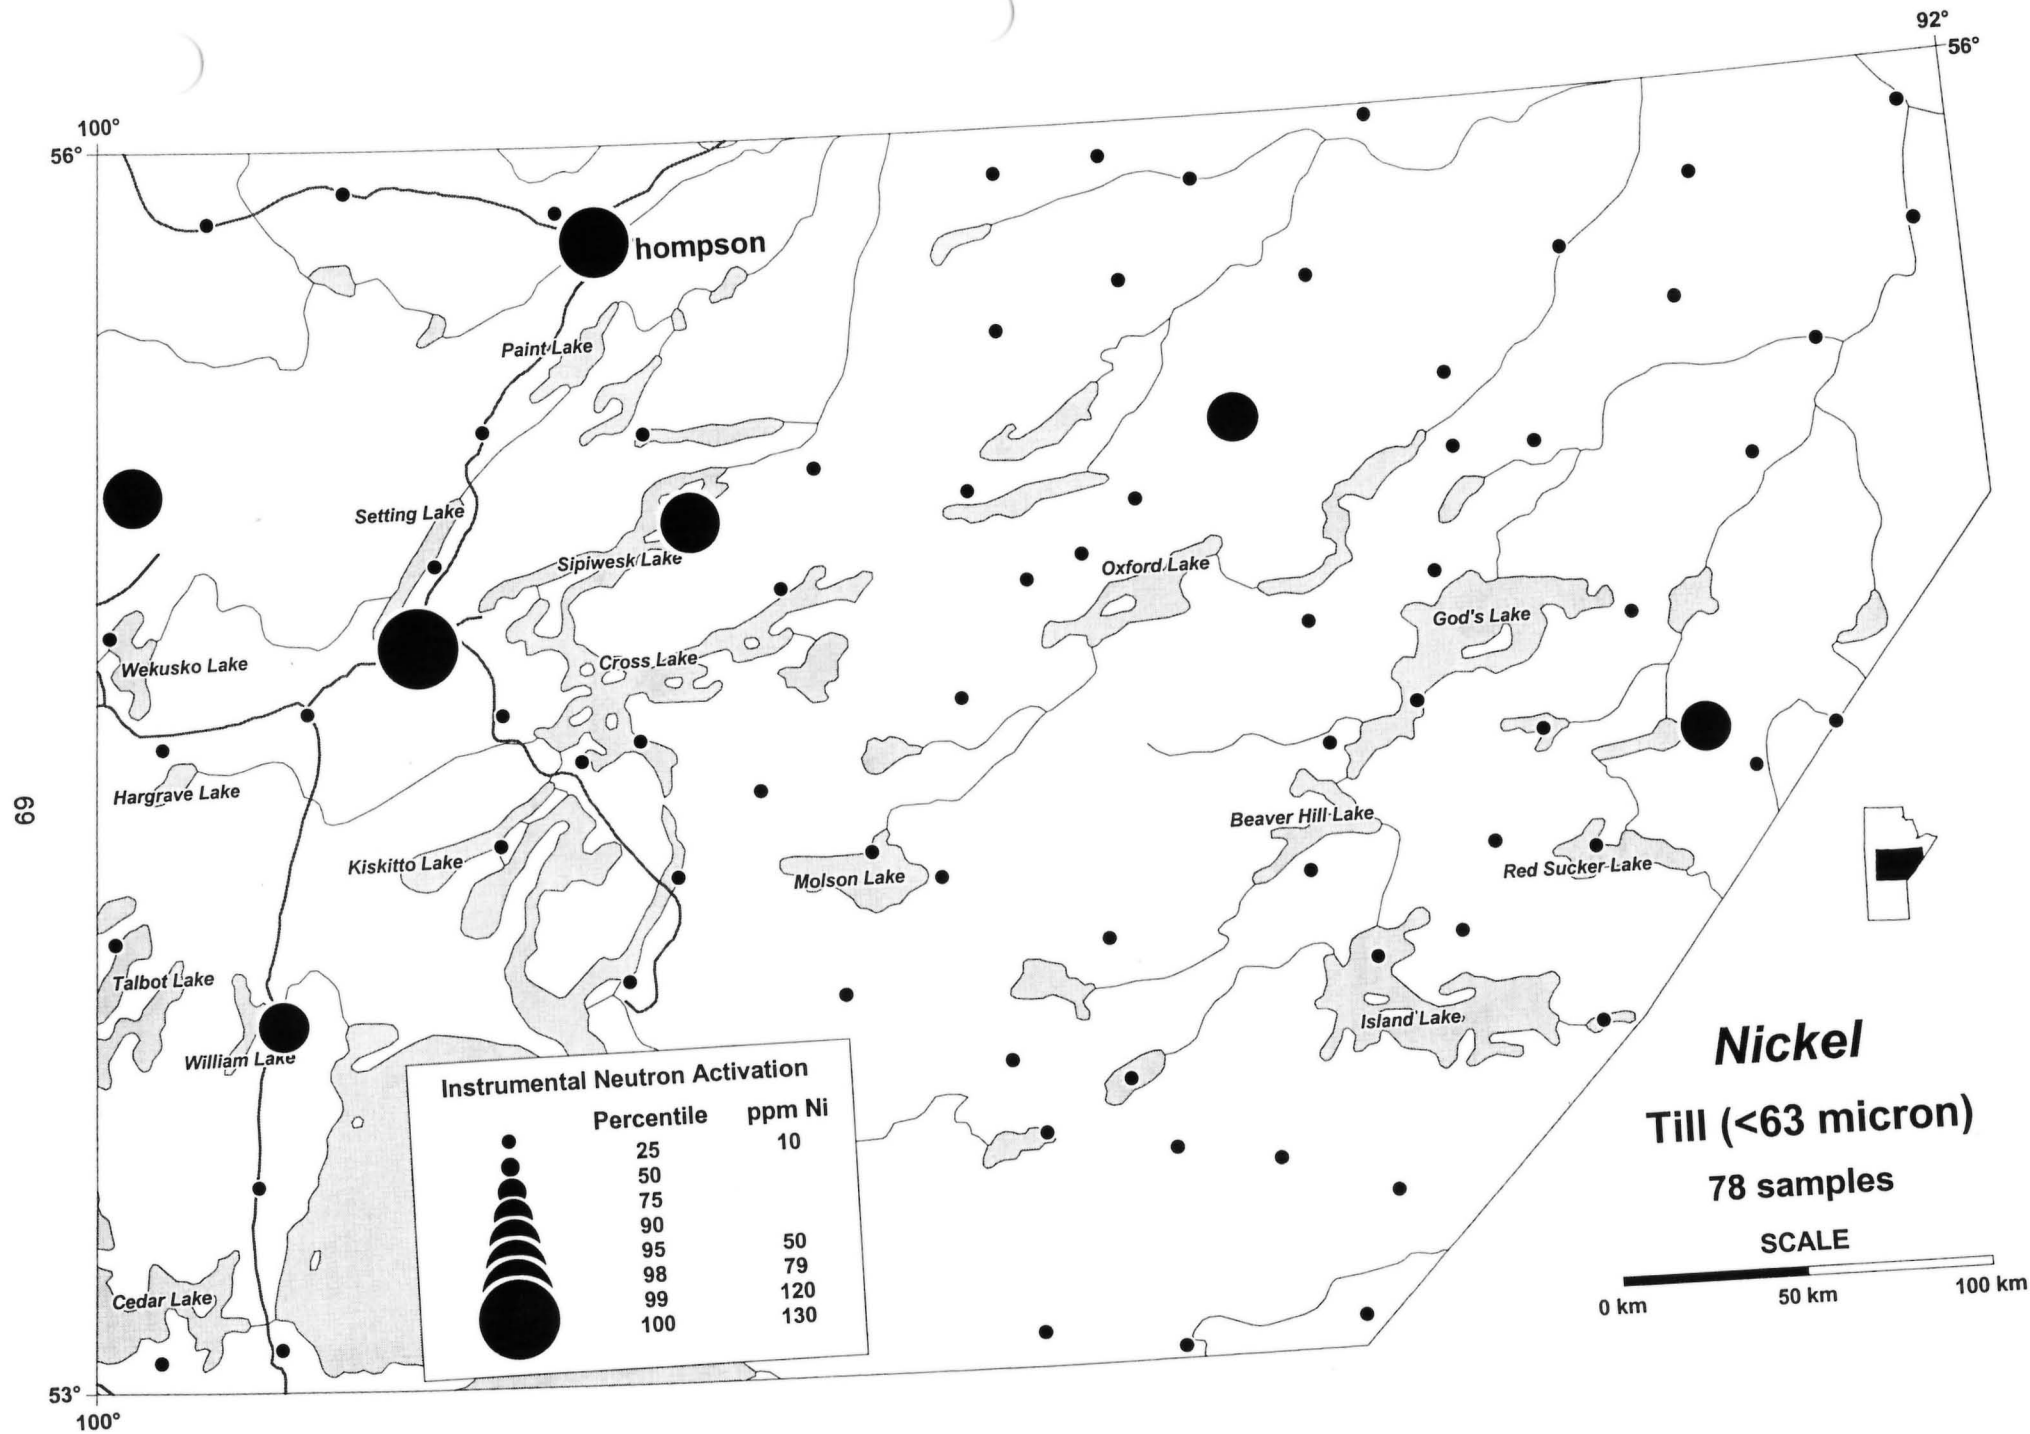 92°
56°
100°
56°
hompson
Paint Lake
Setting Lake
Sipiwesk Lake
Oxford Lake
God's Lake
Wekusko Lake
Cross Lake
Hargrave Lake
Beaver Hill Lake
Kiskitto Lake
Molson Lake
Red Sucker Lake
69
Talbot Lake
Island Lake
William Lake
Cedar Lake
Instrumental Neutron Activation
Percentile ppm Ni
25 10
50
75
90
95 50
98 79
99 120
100 130
Nickel
Till (<63 micron)
78 samples
SCALE
0 km 50 km 100 km
53°
100°